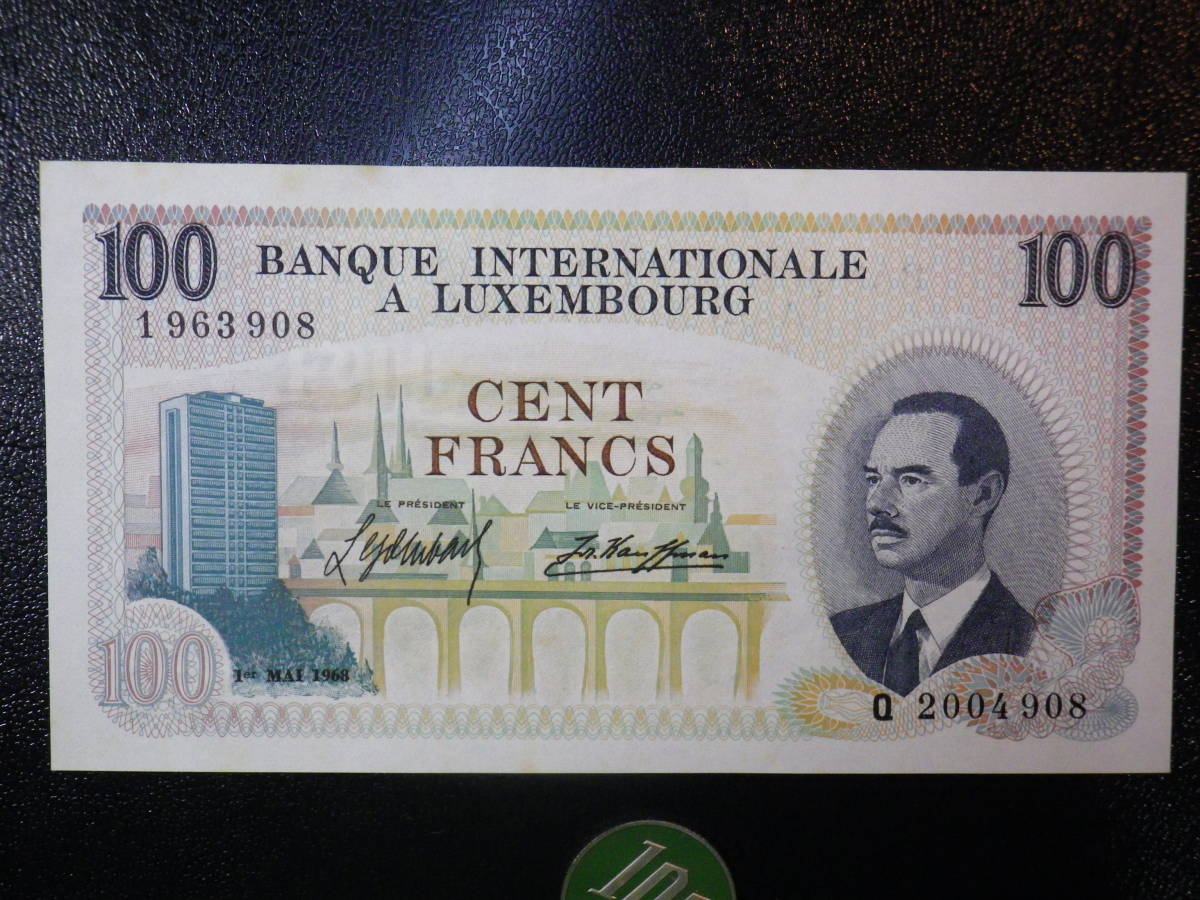 100 BANQUE INTERNATIONALE 100
A LUXEMBOURG
1963908
CENT
FRANCS
LE PRÉSIDENT LE VICE-PRÉSIDENT
100
1er MAI 1968
Q 2004908